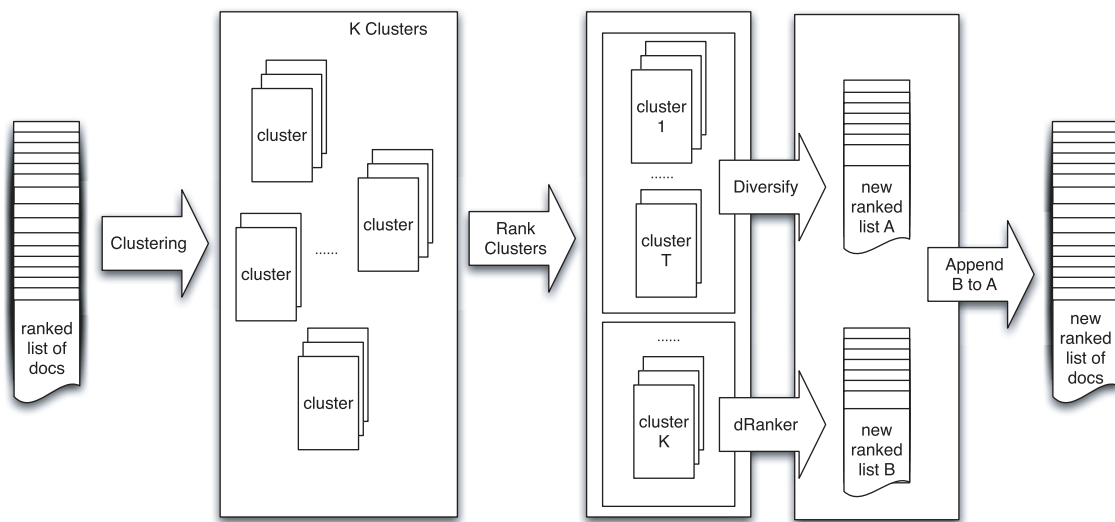 ranked
list of
docs
Clustering
K Clusters
cluster
cluster
cluster
......
cluster
Rank
Clusters
cluster
1
......
cluster
T
......
cluster
K
Diversify
dRanker
new
ranked
list A
new
ranked
list B
Append
B to A
new
ranked
list of
docs